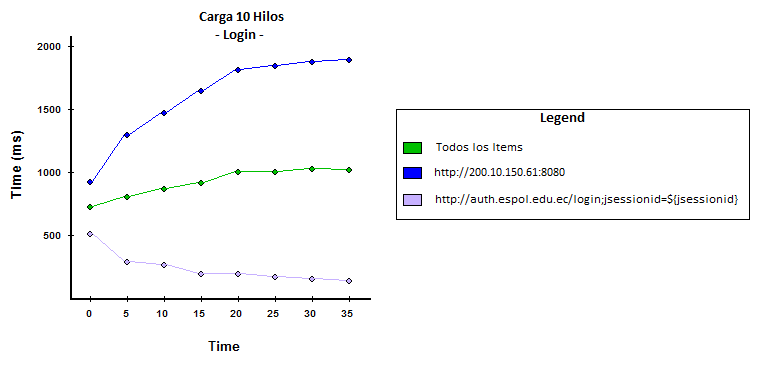 Carga 10 Hilos
- Login -
2000
1500
1000
500
Time (ms)
0 5 10 15 20 25 30 35
Time
Legend
Todos los Items
http://200.10.150.61:8080
http://auth.espol.edu.ec/login;jsessionid=${jsessionid}